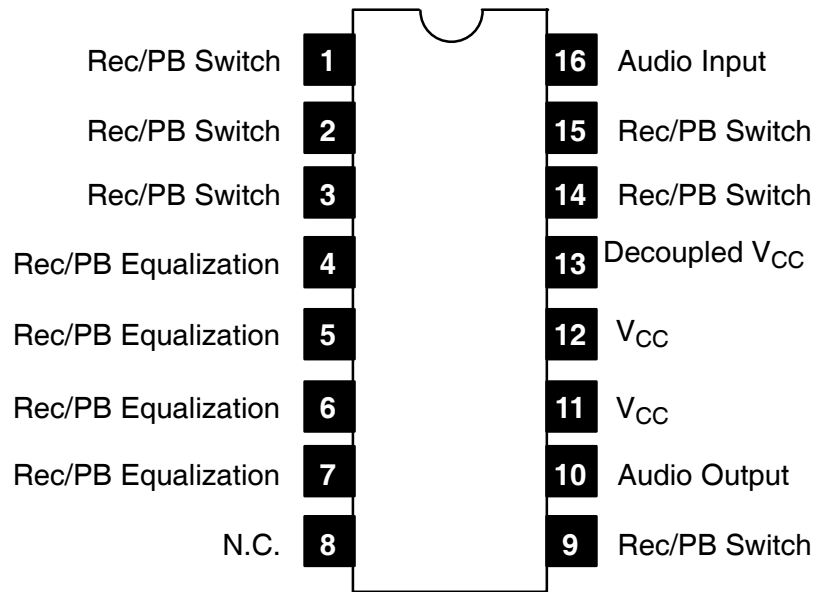 Rec/PB Switch 1 16 Audio Input
Rec/PB Switch 2 15 Rec/PB Switch
Rec/PB Switch 3 14 Rec/PB Switch
Rec/PB Equalization 4 13 Decoupled VCC
Rec/PB Equalization 5 12 VCC
Rec/PB Equalization 6 11 VCC
Rec/PB Equalization 7 10 Audio Output
N.C. 8 9 Rec/PB Switch